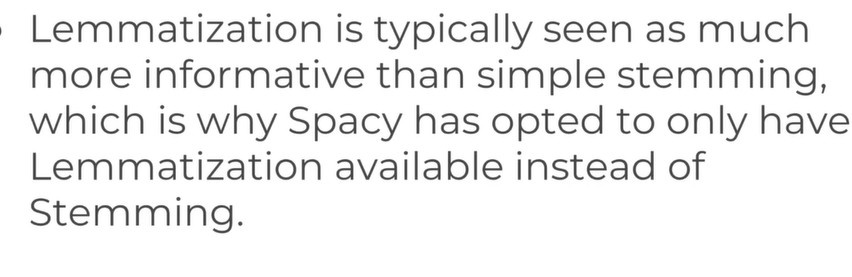 Lemmatization is typically seen as much
more informative than simple stemming,
which is why Spacy has opted to only have
Lemmatization available instead of
Stemming.